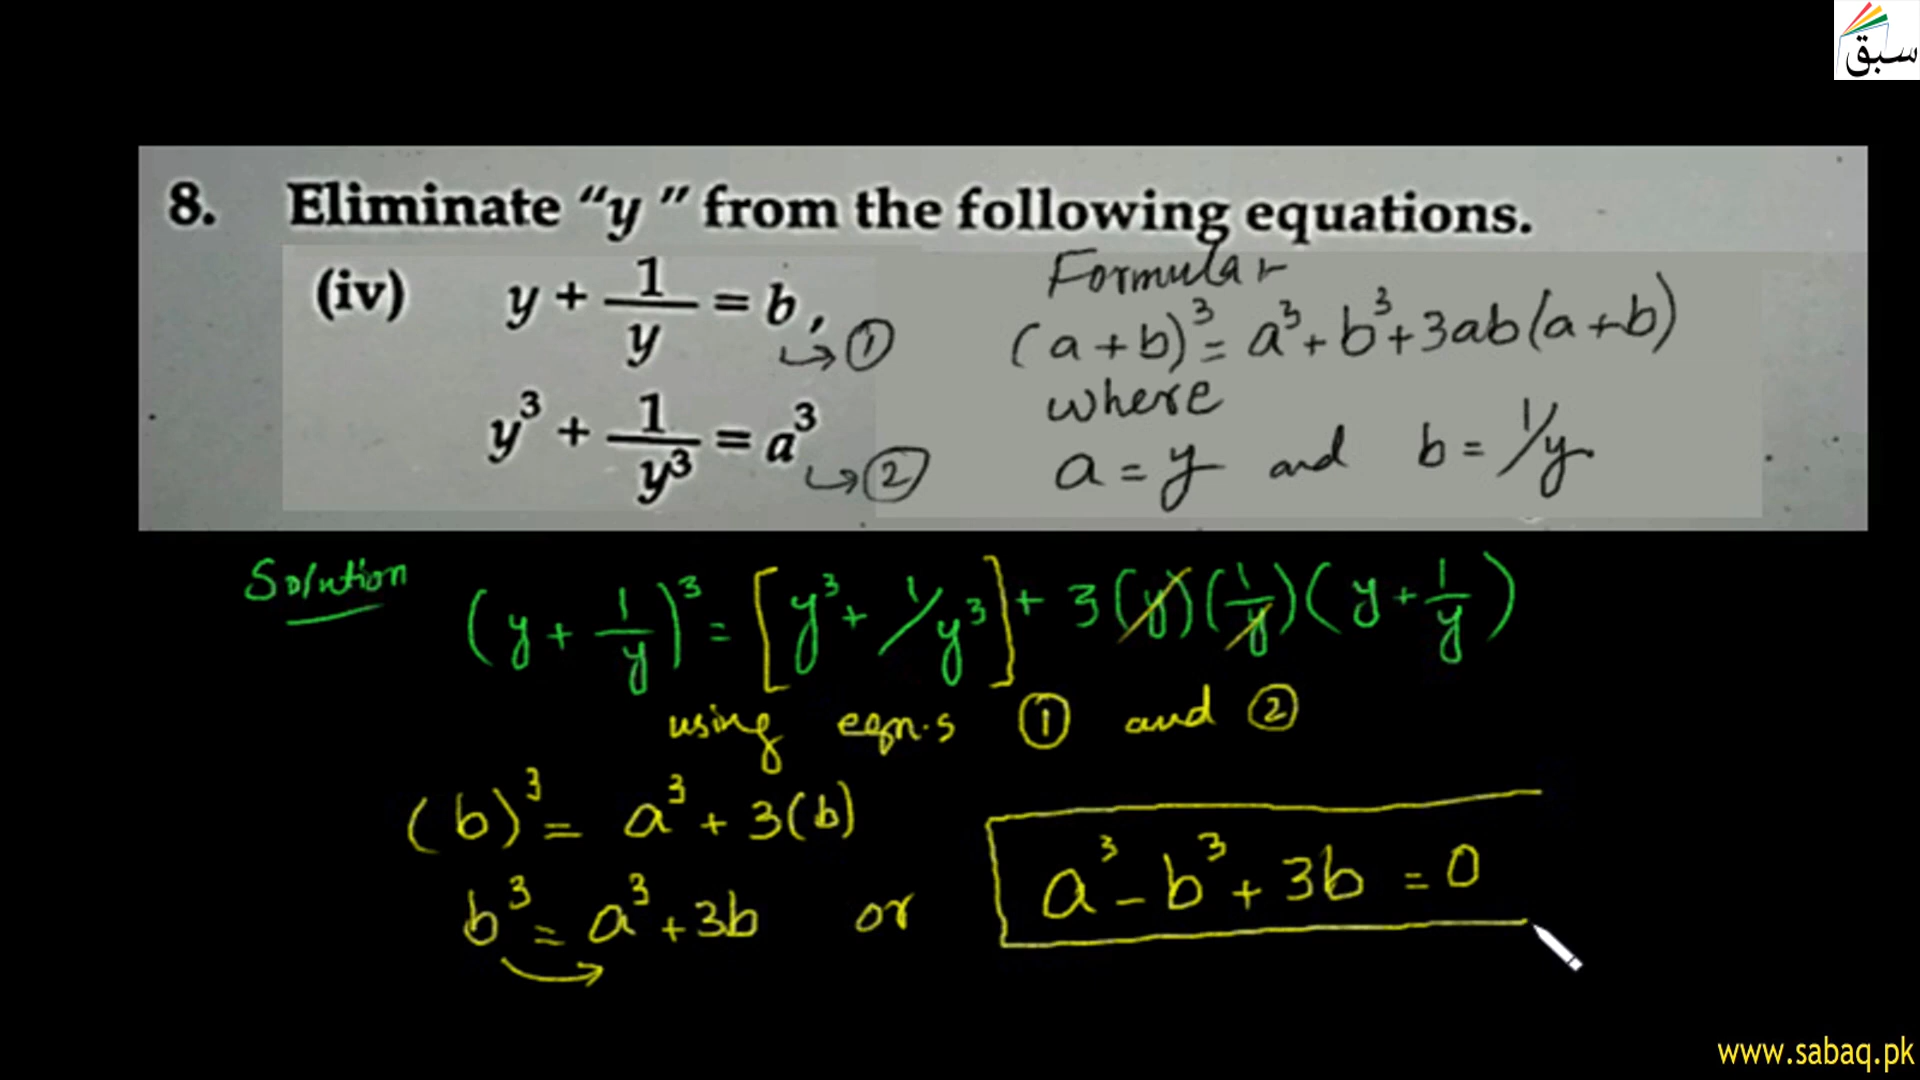 سبق
8. Eliminate “y ” from the following equations.
(iv) y + 1/y = b, ↳ ①
y³ + 1/y³ = a³ ↳ ②
Formula :-
(a + b)³ = a³ + b³ + 3ab(a + b)
where
a = y and b = 1/y.
Solution
(y + 1/y)³ = [y³ + 1/y³] + 3(y)(1/y)(y + 1/y)
using eqn.s ① and ②
(b)³ = a³ + 3(b)
b³ = a³ + 3b or a³ - b³ + 3b = 0
www.sabaq.pk